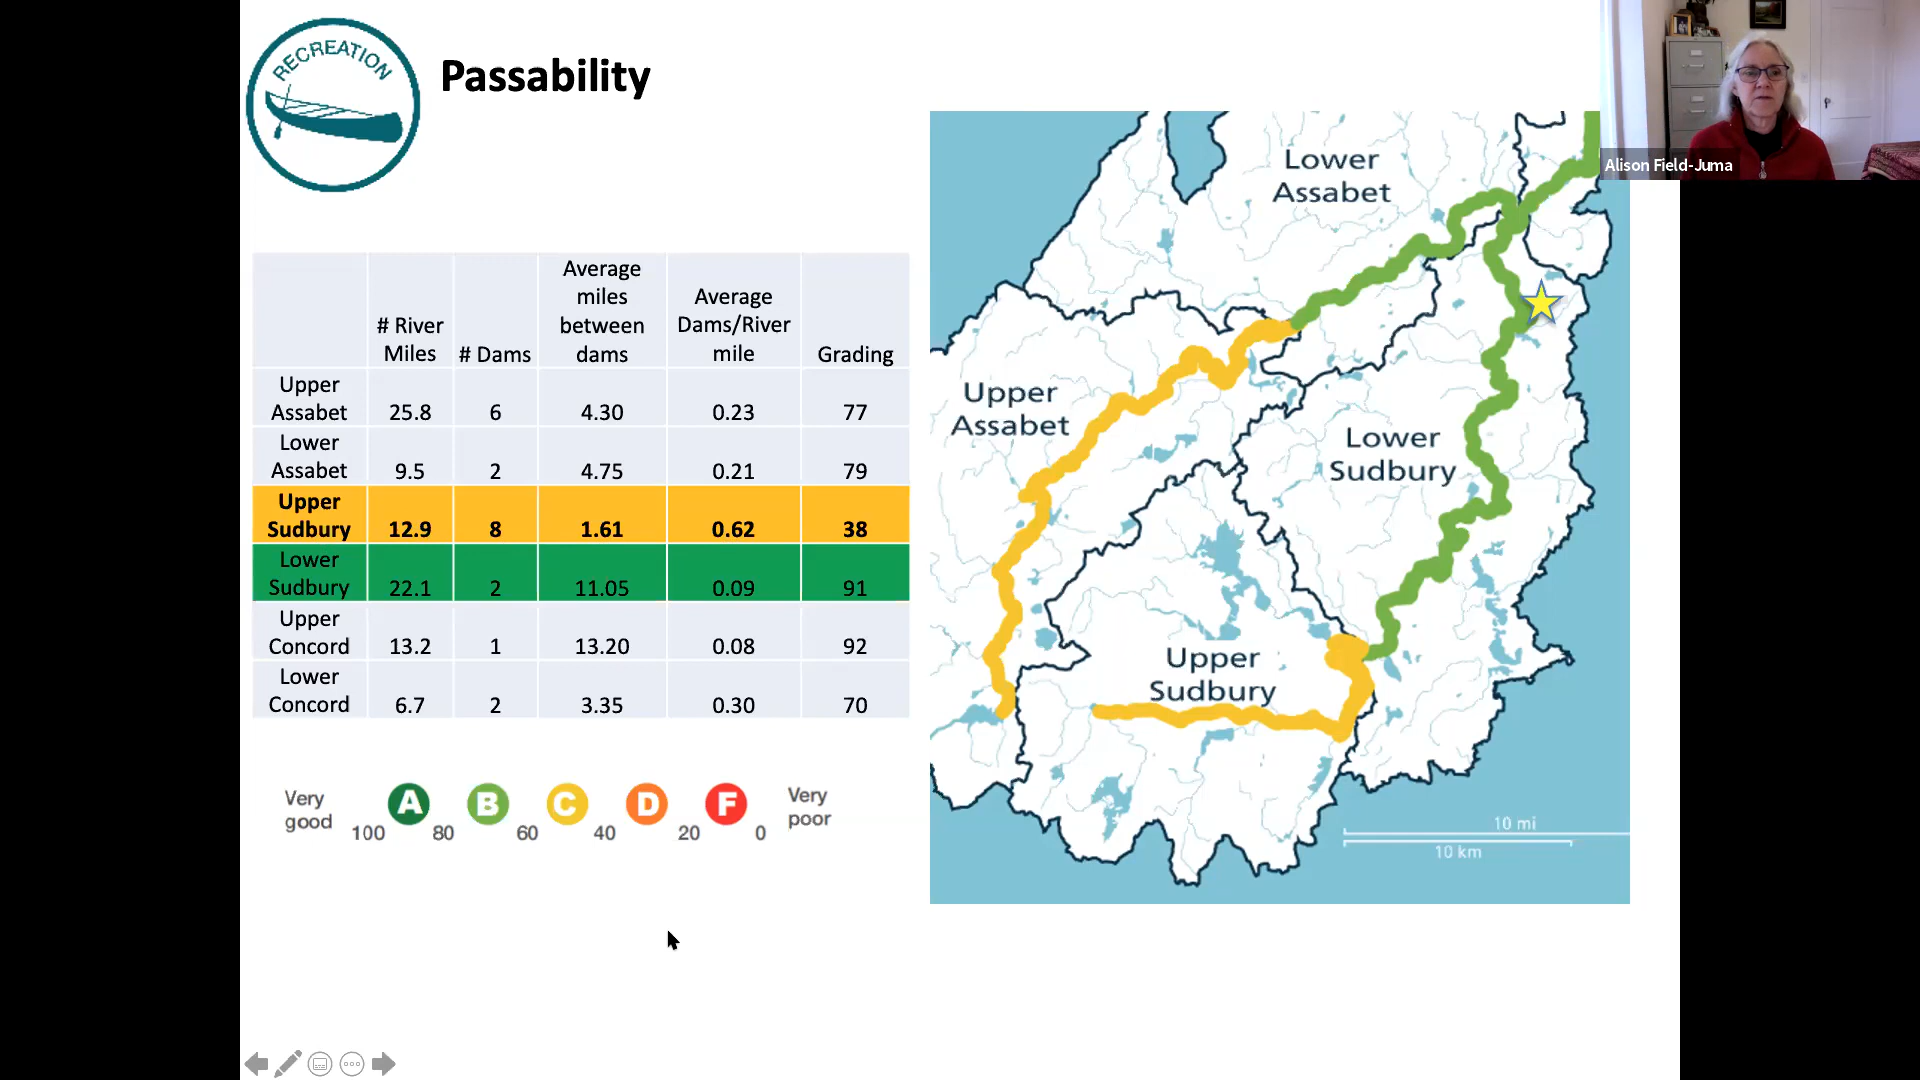 RECREATION
Passability
Alison Field-Juma
# River
Miles
# Dams
Average
miles
between
dams
Average
Dams/River
mile
Grading
Upper
Assabet
25.8
6
4.30
0.23
77
Lower
Assabet
9.5
2
4.75
0.21
79
Upper
Sudbury
12.9
8
1.61
0.62
38
Lower
Sudbury
22.1
2
11.05
0.09
91
Upper
Concord
13.2
1
13.20
0.08
92
Lower
Concord
6.7
2
3.35
0.30
70
Very
good
A
B
C
D
F
Very
poor
100
80
60
40
20
0
Lower
Assabet
Upper
Assabet
Lower
Sudbury
Upper
Sudbury
10 mi
10 km